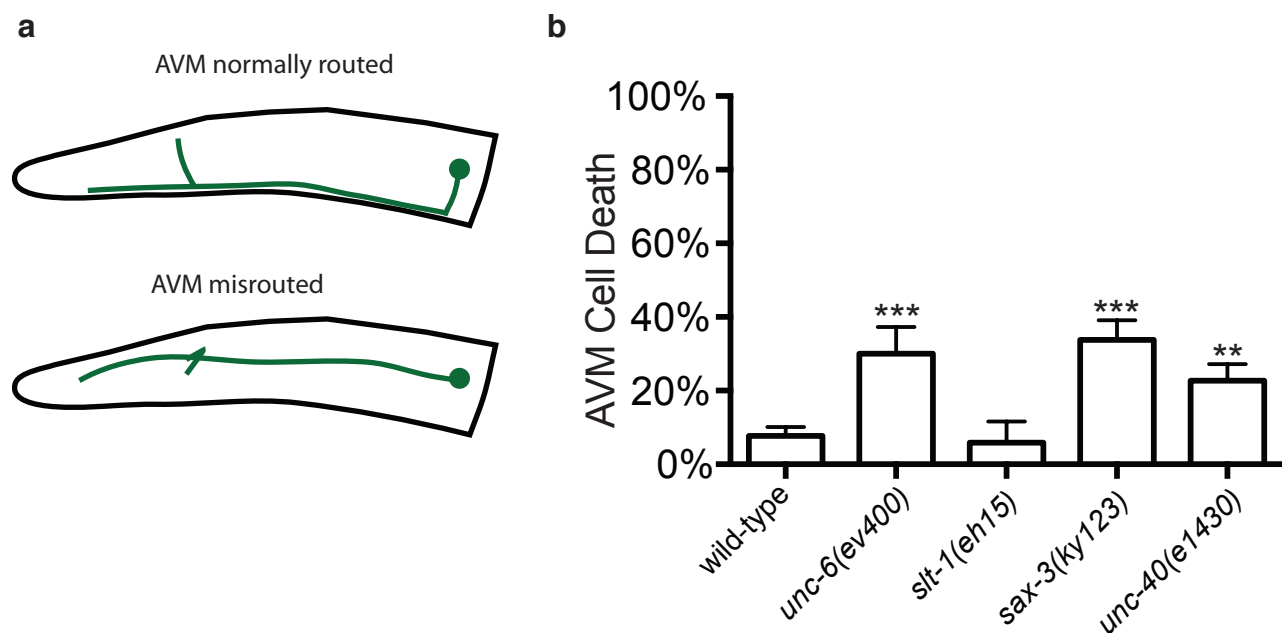 a
AVM normally routed
AVM misrouted
b
AVM Cell Death
100%
80%
60%
40%
20%
0%
***
***
**
wild-type
unc-6(ev400)
slt-1(eh15)
sax-3(ky123)
unc-40(e1430)